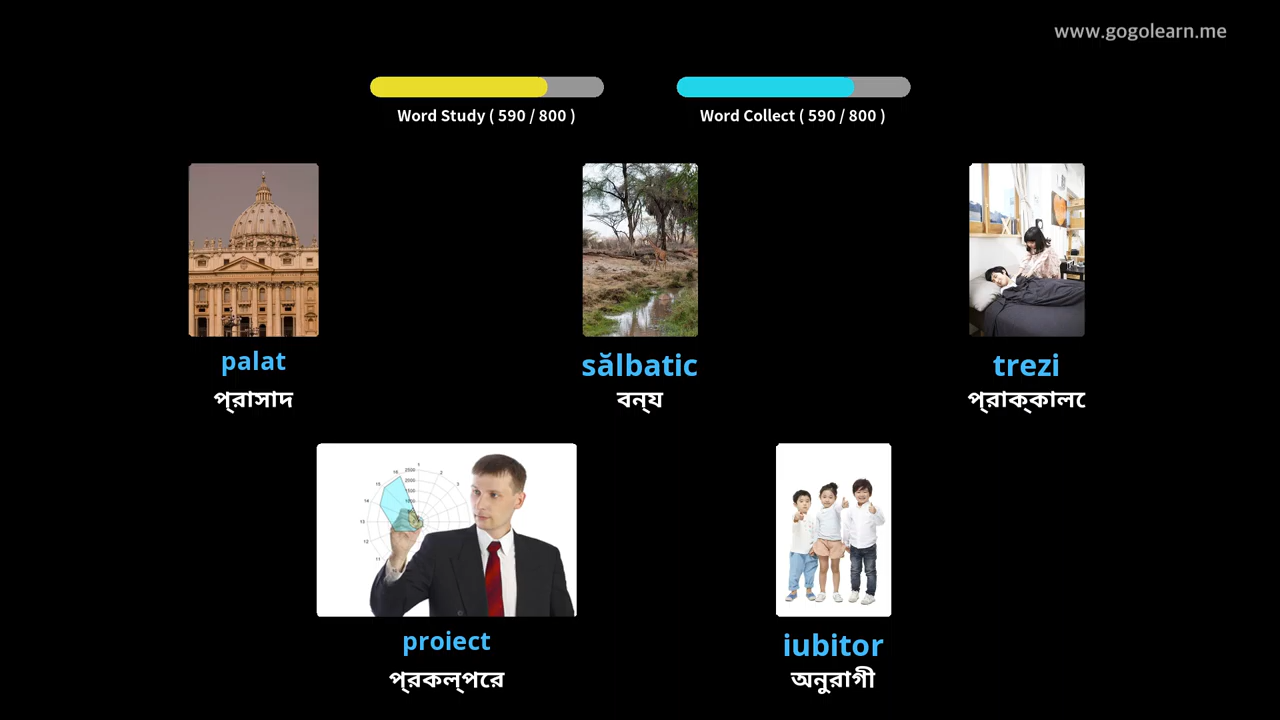 www.gogolearn.me
Word Study ( 590 / 800 )
Word Collect ( 590 / 800 )
palat
প্রাসাদ
sălbatic
বন্য
trezi
প্রাক্কালে
proiect
প্রকল্পরে
iubitor
অনুরাগী